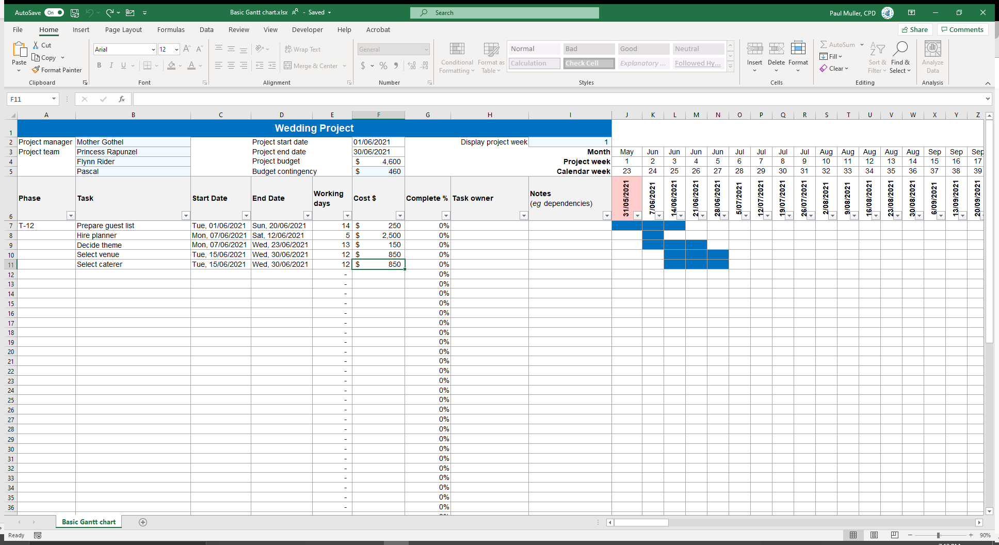 AutoSave On Basic Gantt chart.xlsx - Saved Search Paul Muller, CPD
File Home Insert Page Layout Formulas Data Review View Developer Help Acrobat Share Comments
Paste Cut Copy Format Painter Clipboard
Arial 12 B I U A Font
ab Wrap Text Merge & Center Alignment
General $ % Number
Conditional Formatting Format as Table Normal Bad Good Neutral Calculation Check Cell Explanatory ... Followed Hy... Styles
Insert Delete Format Cells
AutoSum Fill Clear Sort & Filter Find & Select Editing
Analyze Data Analysis
F11 fx
A B C D E F G H I J K L M N O P Q R S T U V W X Y Z
1 Wedding Project
2 Project manager Mother Gothel Project start date 01/06/2021 Display project week 1
3 Project team Princess Rapunzel Project end date 30/06/2021 Month May Jun Jun Jun Jun Jul Jul Jul Jul Aug Aug Aug Aug Aug Sep Sep Sep
4 Flynn Rider Project budget $ 4,600 Project week 1 2 3 4 5 6 7 8 9 10 11 12 13 14 15 16 17
5 Pascal Budget contingency $ 460 Calendar week 23 24 25 26 27 28 29 30 31 32 33 34 35 36 37 38 39
6 Phase Task Start Date End Date Working days Cost $ Complete % Task owner Notes (eg dependencies) 31/05/2021 7/06/2021 14/06/2021 21/06/2021 28/06/2021 5/07/2021 12/07/2021 19/07/2021 26/07/2021 2/08/2021 9/08/2021 16/08/2021 23/08/2021 30/08/2021 6/09/2021 13/09/2021 20/09/2021
7 T-12 Prepare guest list Tue, 01/06/2021 Sun, 20/06/2021 14 $ 250 0%
8 Hire planner Mon, 07/06/2021 Sat, 12/06/2021 5 $ 2,500 0%
9 Decide theme Mon, 07/06/2021 Wed, 23/06/2021 13 $ 150 0%
10 Select venue Tue, 15/06/2021 Wed, 30/06/2021 12 $ 850 0%
11 Select caterer Tue, 15/06/2021 Wed, 30/06/2021 12 $ 850 0%
12 - 0%
13 - 0%
14 - 0%
15 - 0%
16 - 0%
17 - 0%
18 - 0%
19 - 0%
20 - 0%
21 - 0%
22 - 0%
23 - 0%
24 - 0%
25 - 0%
26 - 0%
27 - 0%
28 - 0%
29 - 0%
30 - 0%
31 - 0%
32 - 0%
33 - 0%
34 - 0%
35 - 0%
36 - 0%
Basic Gantt chart
Ready 90%